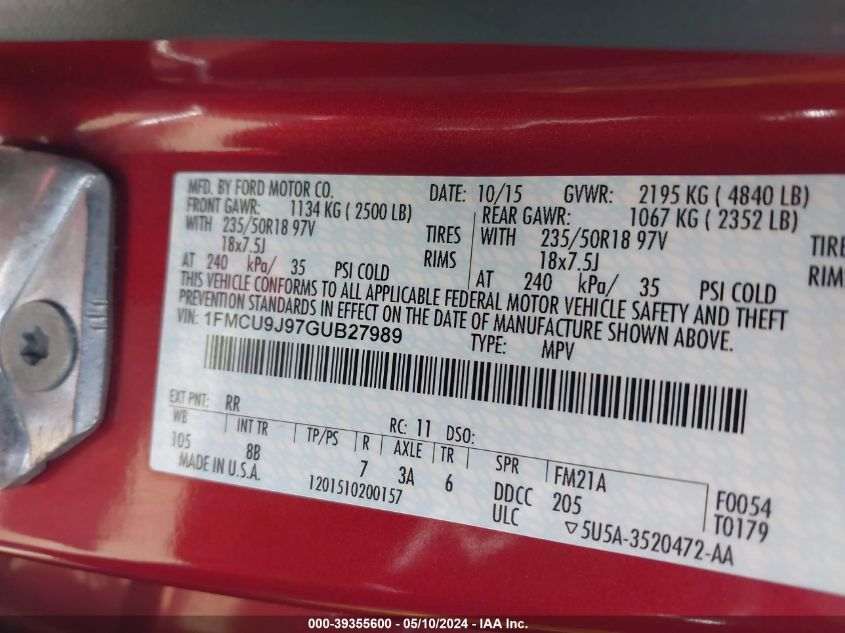 MFD. BY FORD MOTOR CO. DATE: 10/15 GVWR: 2195 KG ( 4840 LB)
FRONT GAWR: 1134 KG ( 2500 LB) REAR GAWR: 1067 KG ( 2352 LB)
WITH 235/50R18 97V TIRES WITH 235/50R18 97V TIRE
18x7.5J RIMS 18x7.5J RIMS
AT 240 kPa/ 35 PSI COLD AT 240 kPa/ 35 PSI COLD
THIS VEHICLE CONFORMS TO ALL APPLICABLE FEDERAL MOTOR VEHICLE SAFETY AND THEFT
PREVENTION STANDARDS IN EFFECT ON THE DATE OF MANUFACTURE SHOWN ABOVE.
VIN: 1FMCU9J97GUB27989 TYPE: MPV
EXT PNT: RR RC: 11 DSO:
WB INT TR TP/PS R AXLE TR SPR FM21A F0054
105 8B 7 3A 6 DDCC 205 T0179
MADE IN U.S.A. 1201510200157 ULC ▽5U5A-3520472-AA
000-39355600 - 05/10/2024 - IAA Inc.